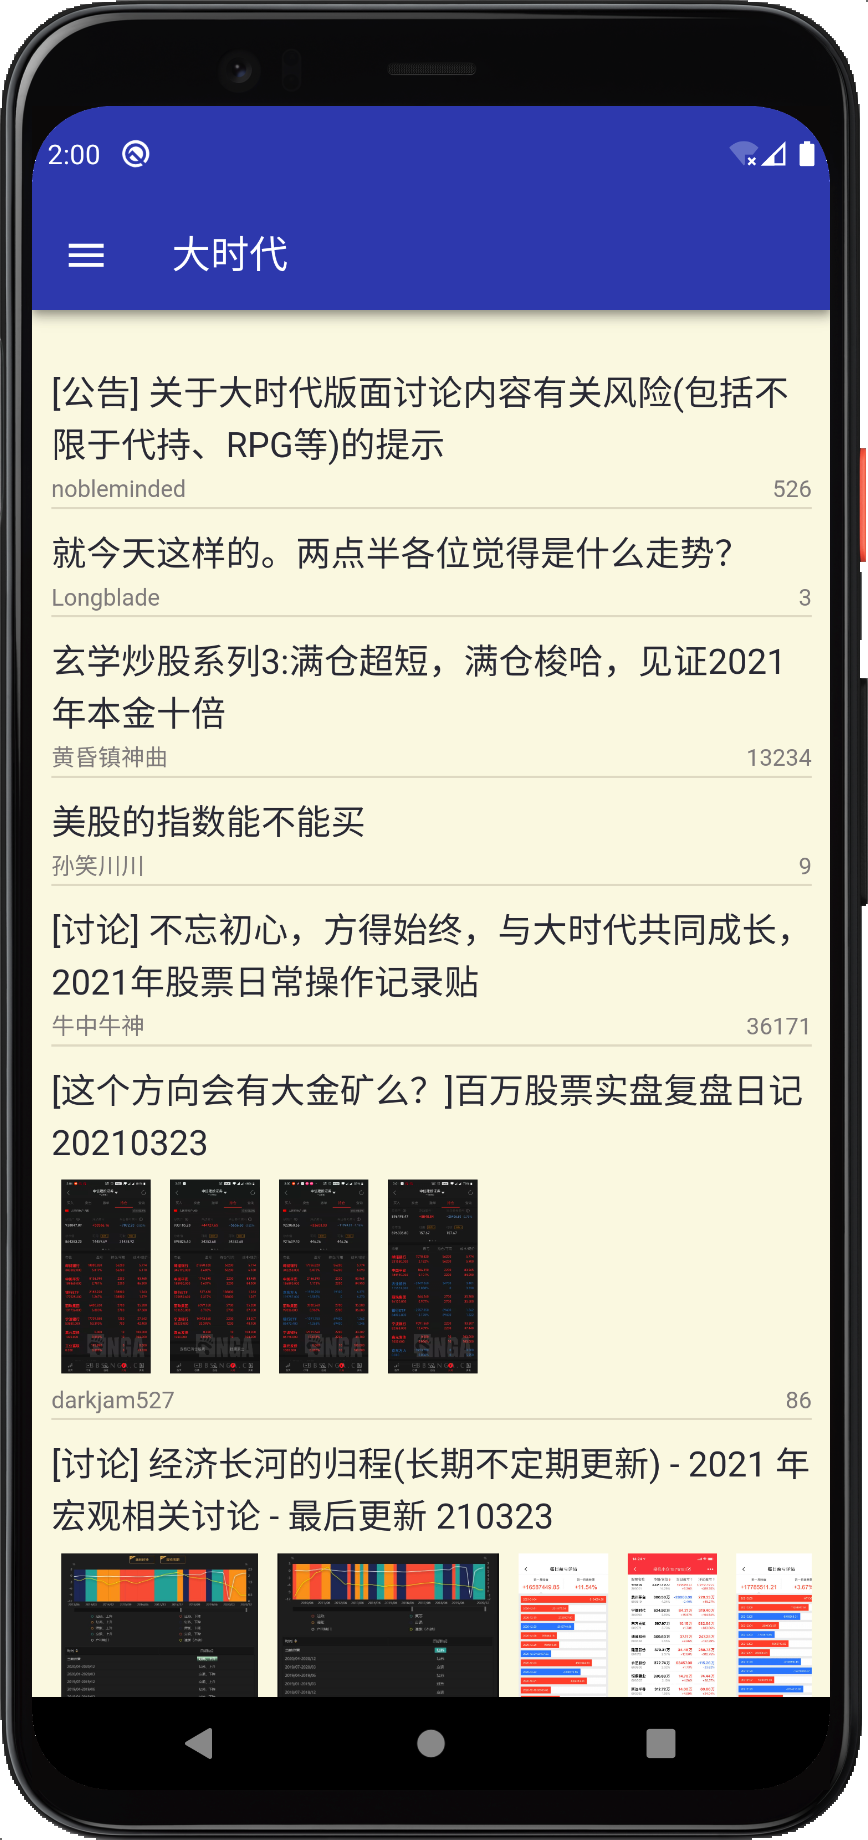 2:00
大时代
[公告] 关于大时代版面讨论内容有关风险(包括不
限于代持、RPG等)的提示
nobleminded 526
就今天这样的。两点半各位觉得是什么走势?
Longblade 3
玄学炒股系列3:满仓超短，满仓梭哈，见证2021
年本金十倍
黄昏镇神曲 13234
美股的指数能不能买
孙笑川川 9
[讨论] 不忘初心，方得始终，与大时代共同成长，
2021年股票日常操作记录贴
牛中牛神 36171
[这个方向会有大金矿么？]百万股票实盘复盘日记
20210323
darkjam527 86
[讨论] 经济长河的归程(长期不定期更新) - 2021 年
宏观相关讨论 - 最后更新 210323